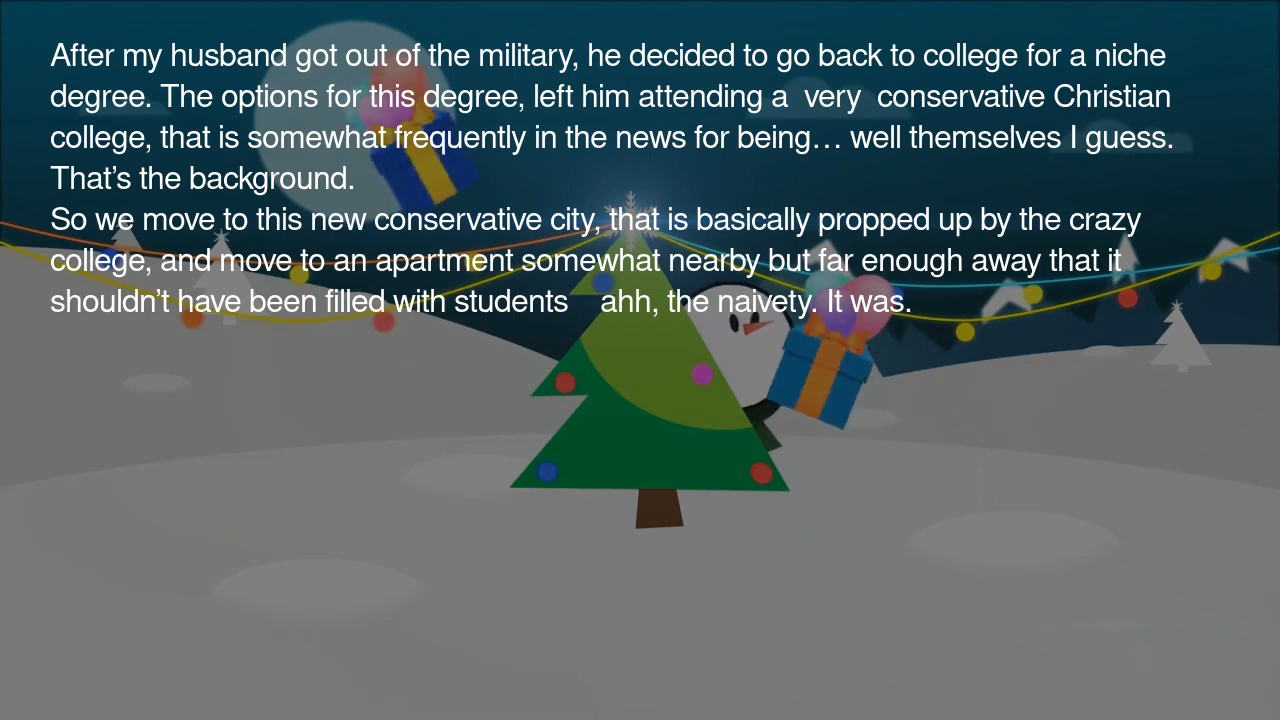 After my husband got out of the military, he decided to go back to college for a niche
degree. The options for this degree, left him attending a  very  conservative Christian
college, that is somewhat frequently in the news for being… well themselves I guess.
That’s the background.
So we move to this new conservative city, that is basically propped up by the crazy
college, and move to an apartment somewhat nearby but far enough away that it
shouldn’t have been filled with students    ahh, the naivety. It was.